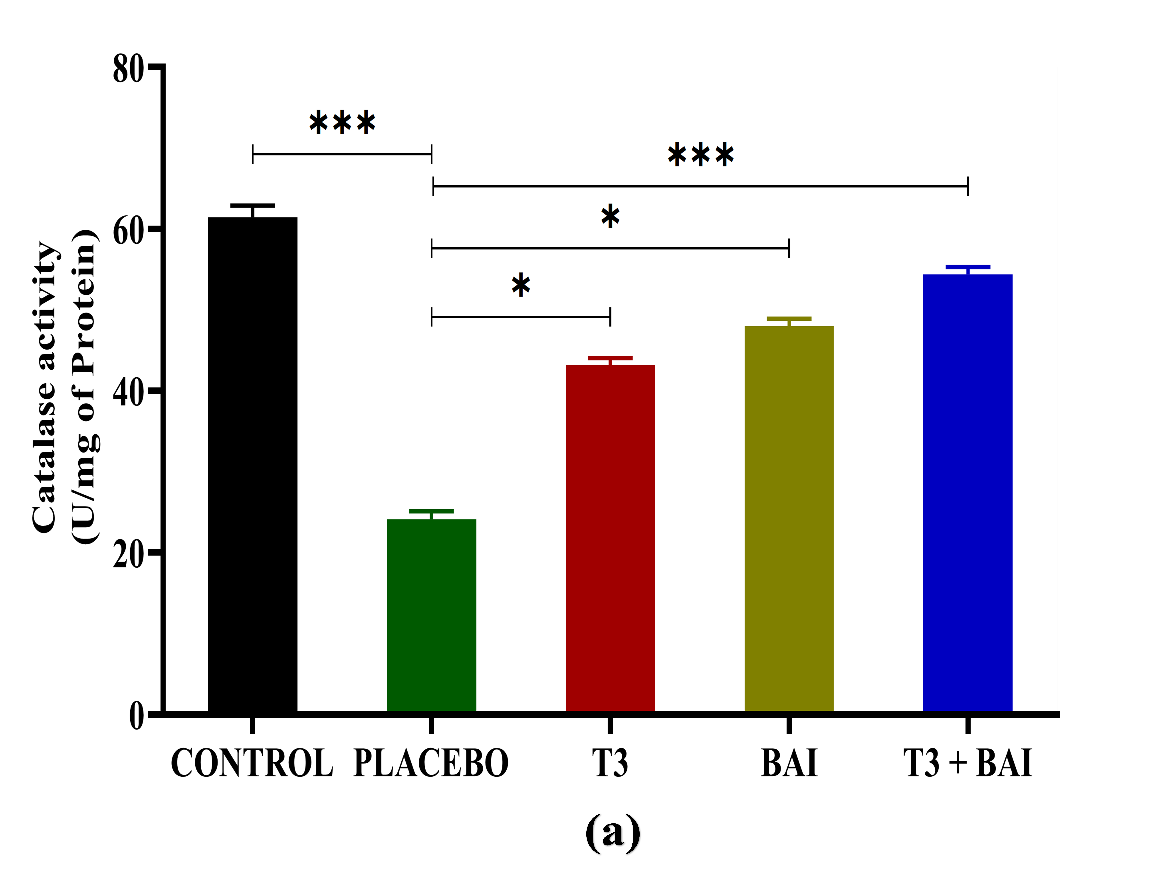 Catalase activity
(U/mg of Protein)
80
60
40
20
0
***
***
*
*
CONTROL PLACEBO T3 BAI T3 + BAI
(a)